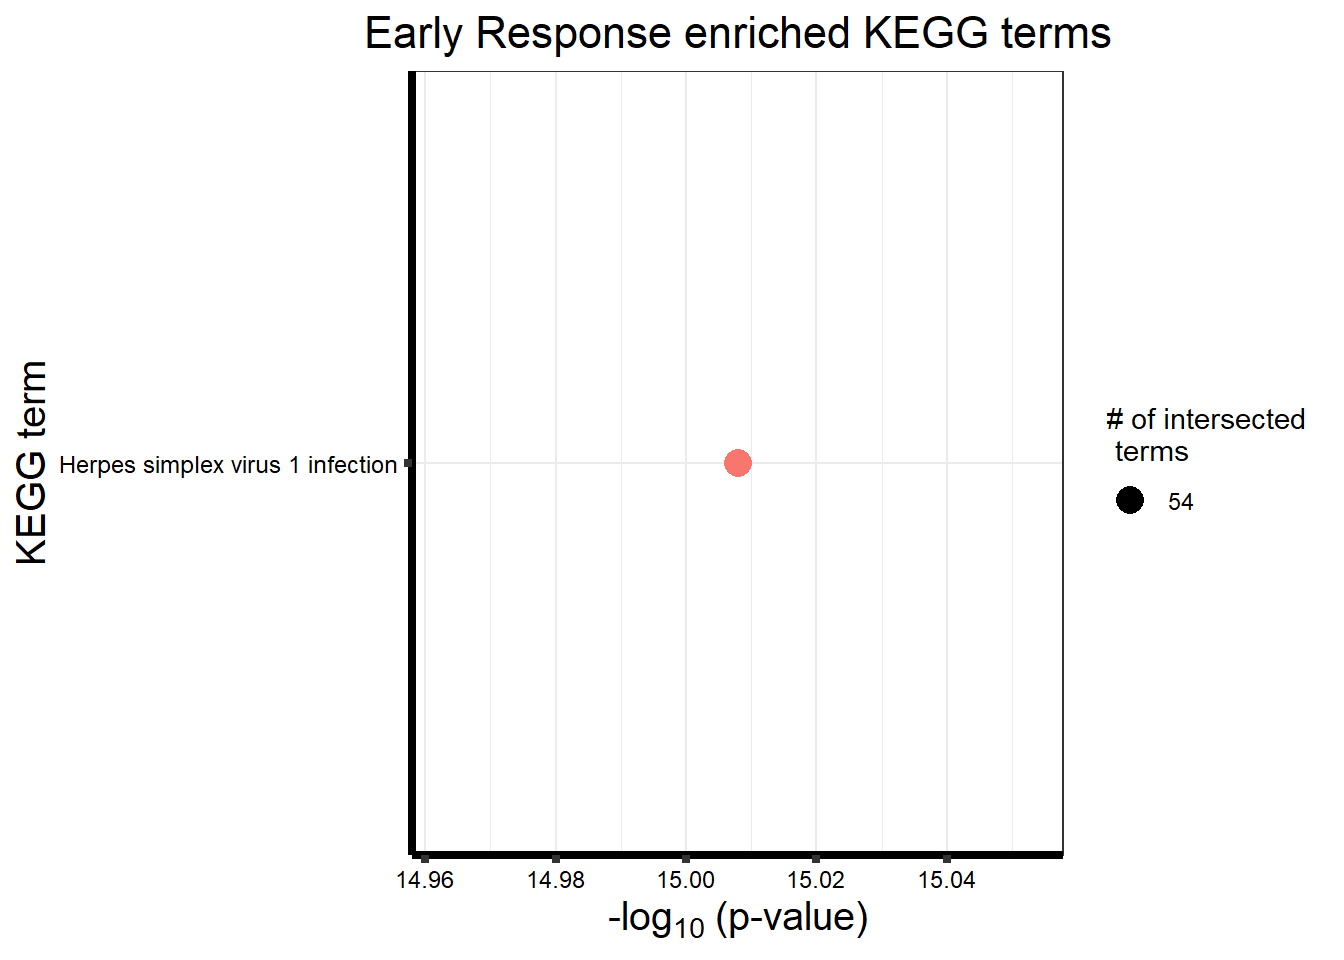 Early Response enriched KEGG terms
KEGG term
Herpes simplex virus 1 infection
# of intersected
terms
54
14.96 14.98 15.00 15.02 15.04
-log10 (p-value)